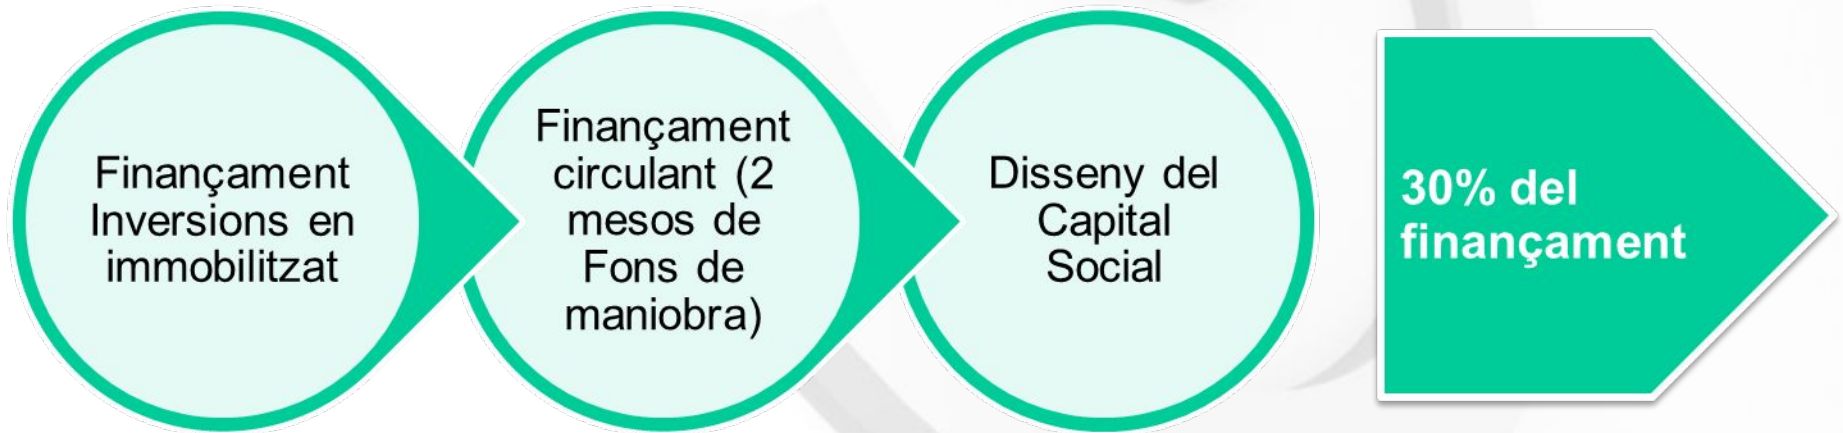 Finançament
Inversions en
immobilitzat
Finançament
circulant (2
mesos de
Fons de
maniobra)
Disseny del
Capital
Social
30% del
finançament